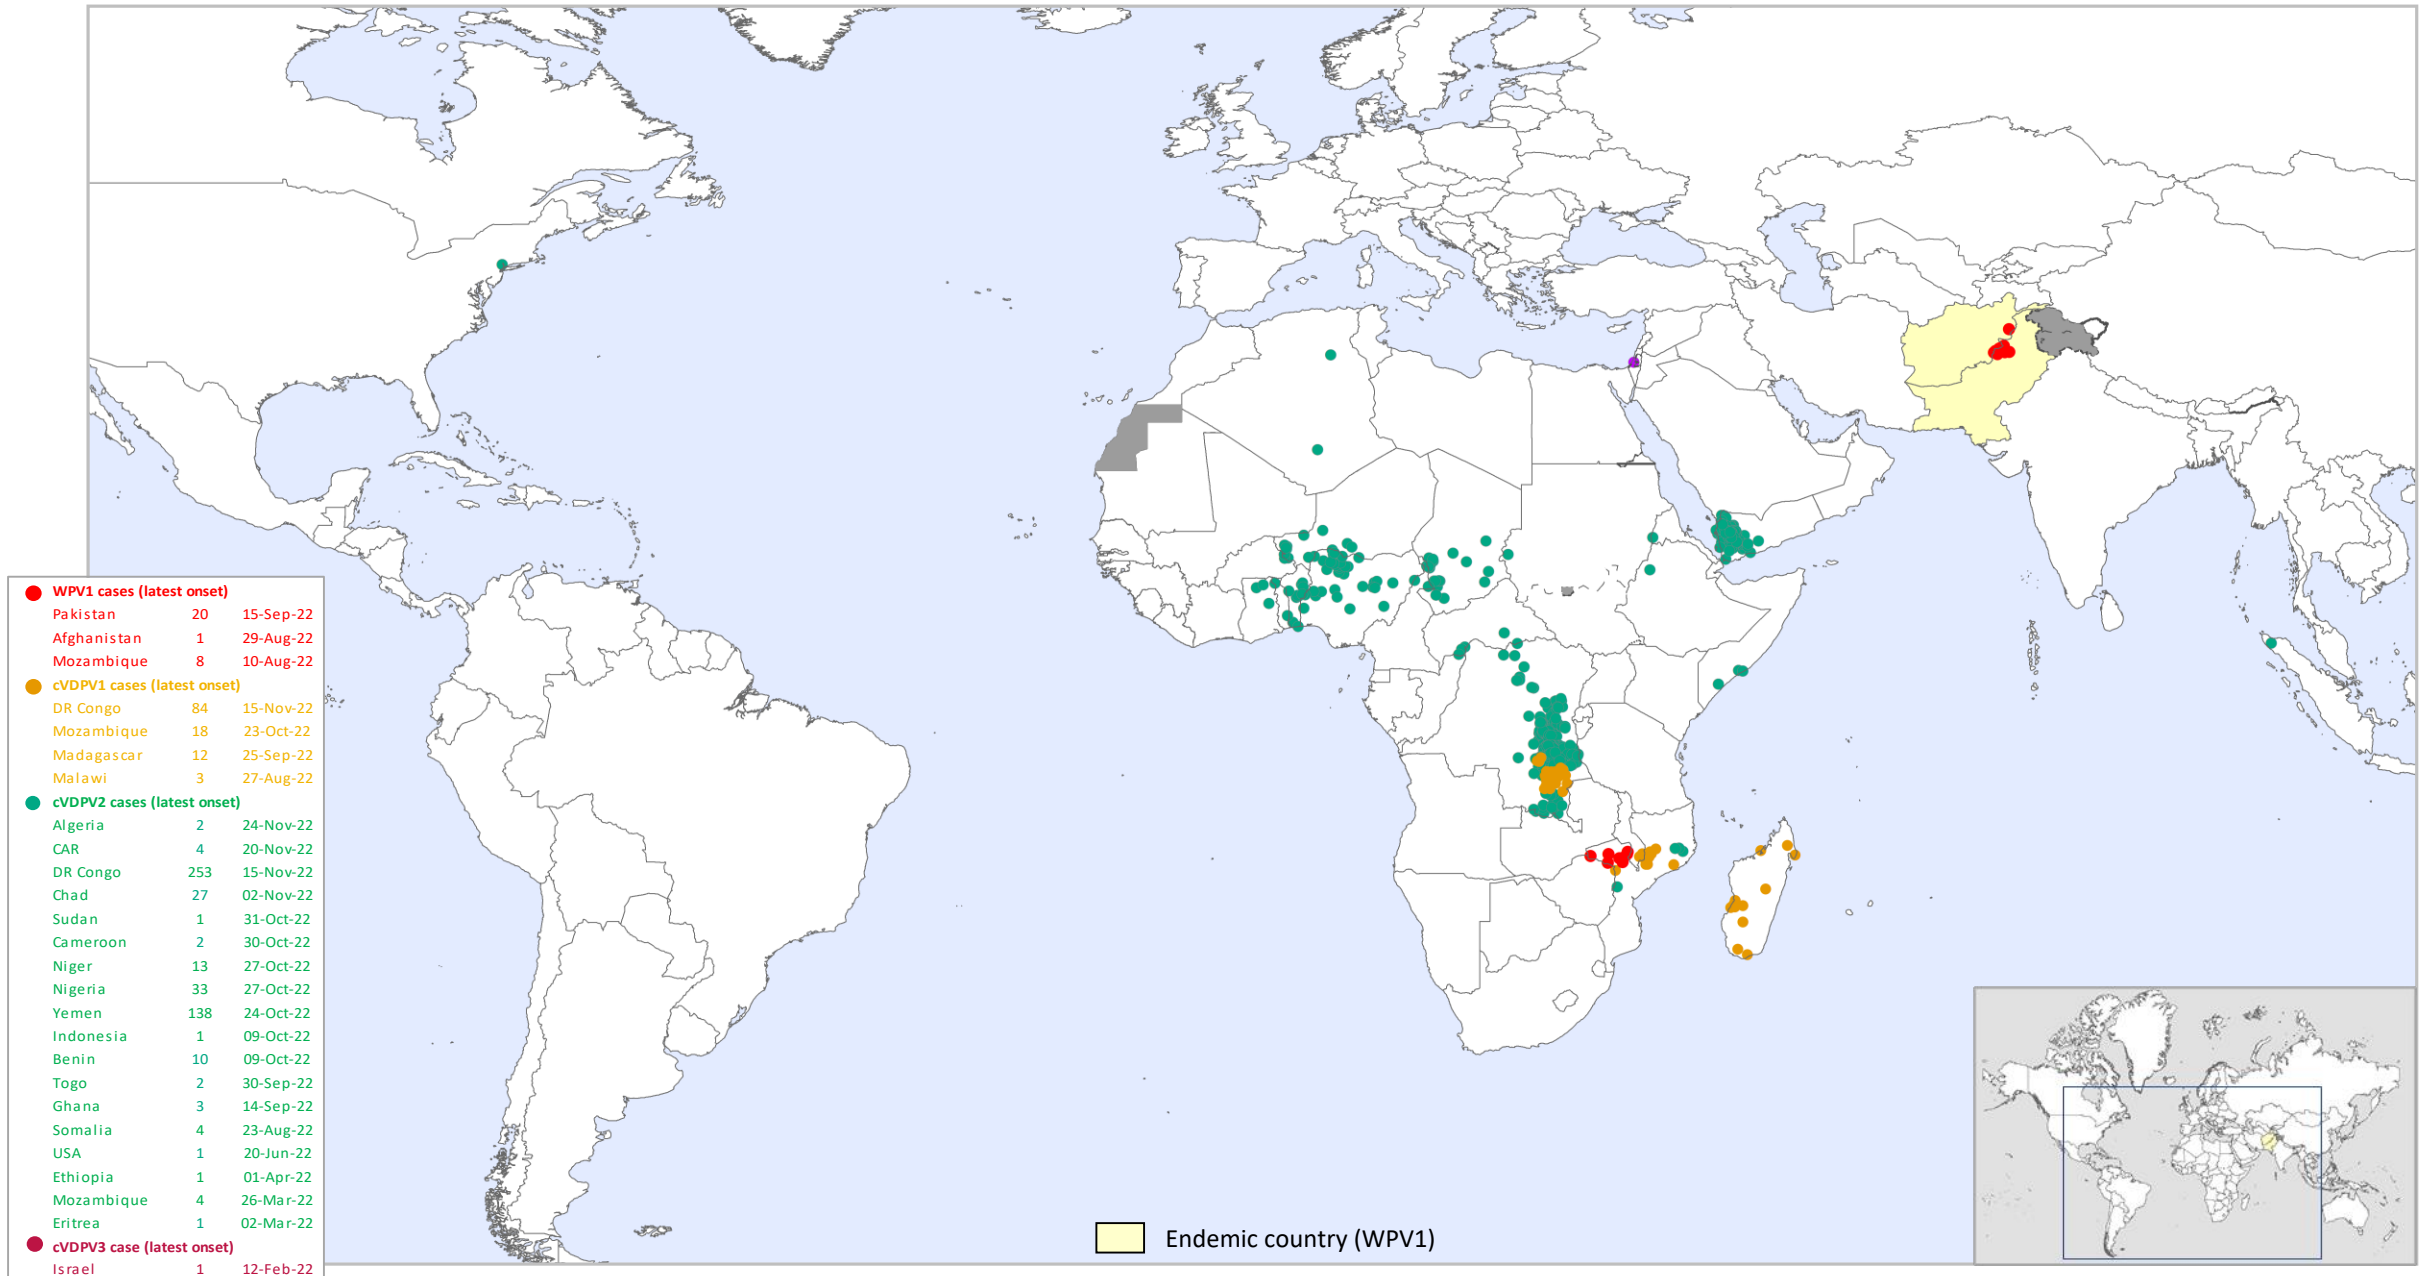 WPV1 cases (latest onset)
Pakistan 20 15-Sep-22
Afghanistan 1 29-Aug-22
Mozambique 8 10-Aug-22
cVDPV1 cases (latest onset)
DR Congo 84 15-Nov-22
Mozambique 18 23-Oct-22
Madagascar 12 25-Sep-22
Malawi 3 27-Aug-22
cVDPV2 cases (latest onset)
Algeria 2 24-Nov-22
CAR 4 20-Nov-22
DR Congo 253 15-Nov-22
Chad 27 02-Nov-22
Sudan 1 31-Oct-22
Cameroon 2 30-Oct-22
Niger 13 27-Oct-22
Nigeria 33 27-Oct-22
Yemen 138 24-Oct-22
Indonesia 1 09-Oct-22
Benin 10 09-Oct-22
Togo 2 30-Sep-22
Ghana 3 14-Sep-22
Somalia 4 23-Aug-22
USA 1 20-Jun-22
Ethiopia 1 01-Apr-22
Mozambique 4 26-Mar-22
Eritrea 1 02-Mar-22
cVDPV3 case (latest onset)
Israel 1 12-Feb-22
Endemic country (WPV1)